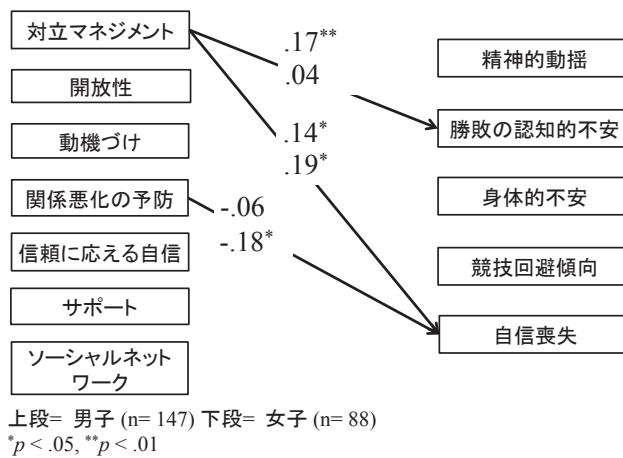 対立マネジメント
開放性
動機づけ
関係悪化の予防
信頼に応える自信
サポート
ソーシャルネット
ワーク
.17**
.04
.14*
.19*
-.06
-.18*
精神的動揺
勝敗の認知的不安
身体的不安
競技回避傾向
自信喪失
上段= 男子 (n= 147) 下段= 女子 (n= 88)
*p < .05, **p < .01